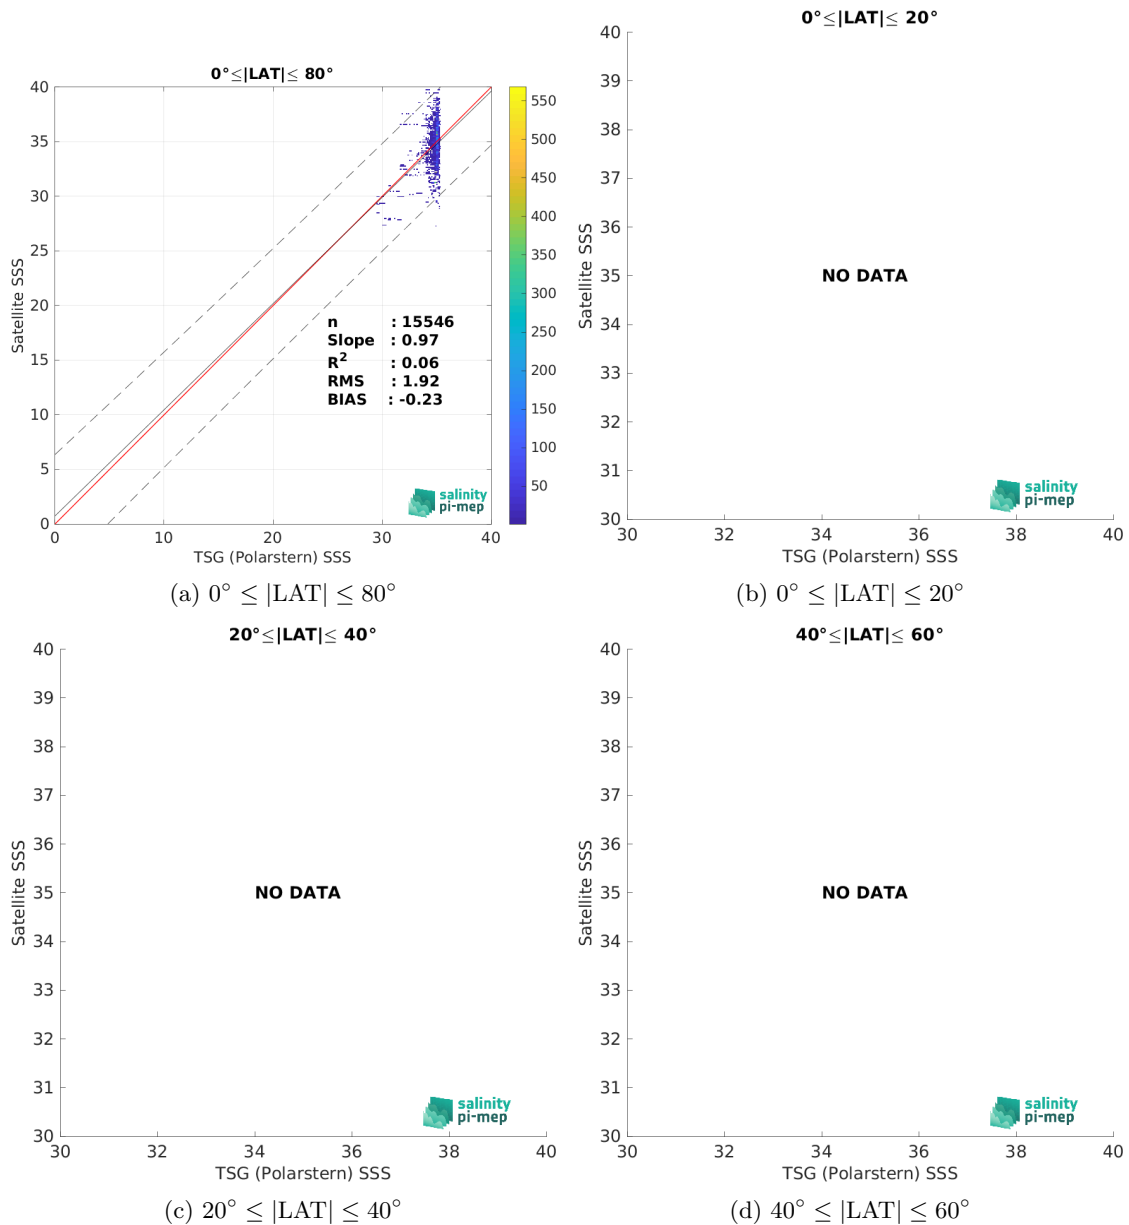 0°≤|LAT|≤ 80°
40
35
30
25
20
15
10
5
0
0
10
20
30
40
Satellite SSS
TSG (Polarstern) SSS
n : 15546
Slope : 0.97
R2 : 0.06
RMS : 1.92
BIAS : -0.23
salinity
pi-mep
550
500
450
400
350
300
250
200
150
100
50
(a) 0° ≤ |LAT| ≤ 80°
0°≤|LAT|≤ 20°
40
39
38
37
36
35
34
33
32
31
30
30
32
34
36
38
40
Satellite SSS
NO DATA
salinity
pi-mep
TSG (Polarstern) SSS
(b) 0° ≤ |LAT| ≤ 20°
20°≤|LAT|≤ 40°
40
39
38
37
36
35
34
33
32
31
30
30
32
34
36
38
40
Satellite SSS
NO DATA
salinity
pi-mep
TSG (Polarstern) SSS
(c) 20° ≤ |LAT| ≤ 40°
40°≤|LAT|≤ 60°
40
39
38
37
36
35
34
33
32
31
30
30
32
34
36
38
40
Satellite SSS
NO DATA
salinity
pi-mep
TSG (Polarstern) SSS
(d) 40° ≤ |LAT| ≤ 60°